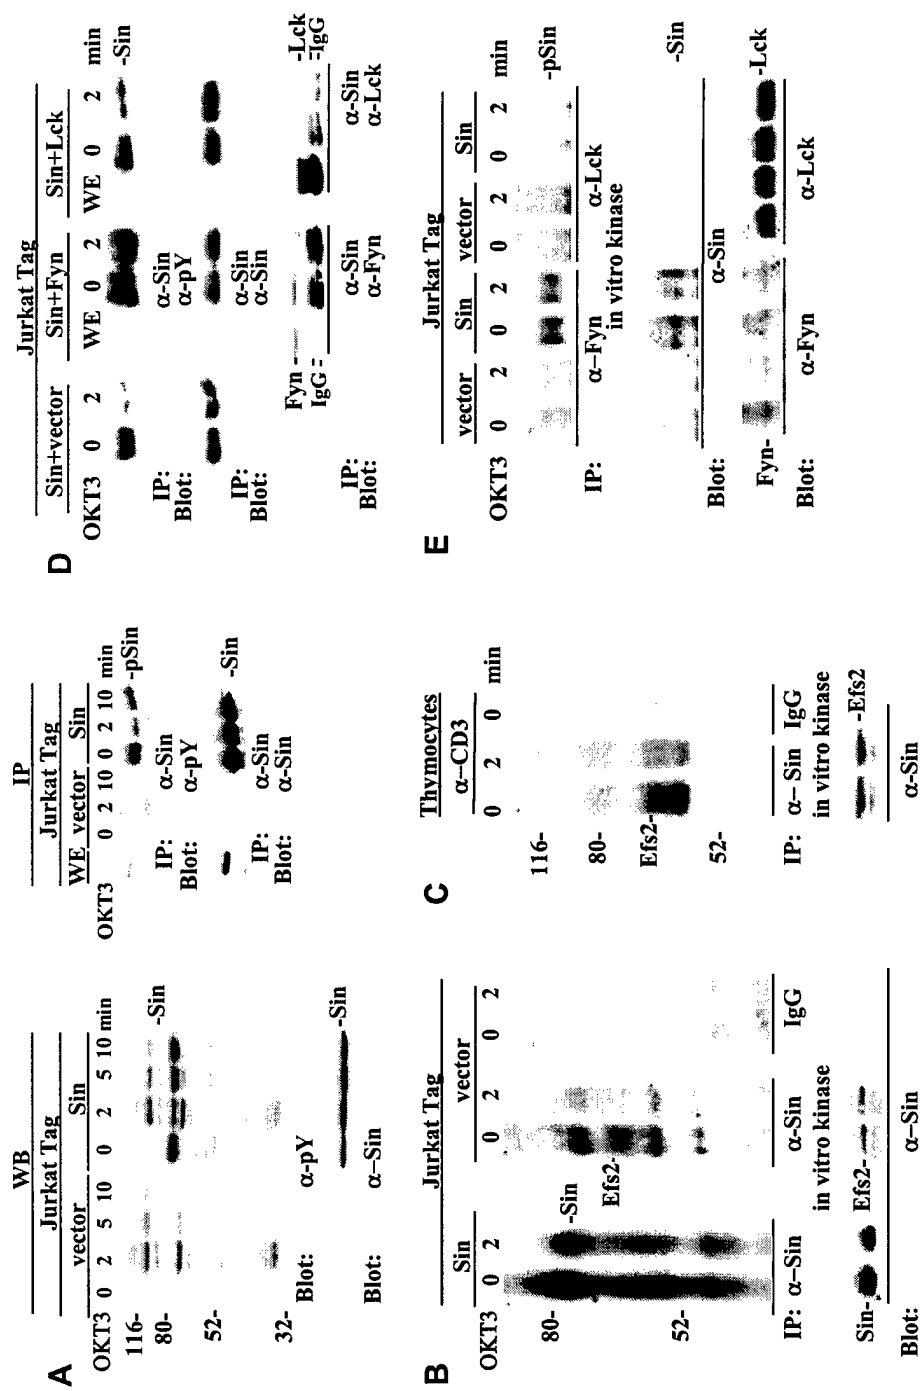 A
WB
Jurkat Tag
vector Sin
OKT3 0 2 5 10 0 2 5 10 min
116-
80-
-Sin
52-
32-
Blot: α-pY
-Sin
Blot: α–Sin
IP
Jurkat Tag
WE vector Sin
OKT3 0 2 10 0 2 10 min
-pSin
IP: α-Sin
Blot: α-pY
-Sin
IP: α-Sin
Blot: α-Sin
B
Jurkat Tag
Sin vector
OKT3 0 2 0 2 0 2
80-
-Sin
Efs2-
52-
IP: α–Sin α-Sin IgG
in vitro kinase
Sin- Efs2-
Blot: α–Sin
C
Thymocytes
α–CD3
0 2 0 min
116-
80-
Efs2-
52-
IP: α– Sin IgG
in vitro kinase
-Efs2
α-Sin
D
Jurkat Tag
Sin+vector Sin+Fyn Sin+Lck
OKT3 0 2 WE 0 2 WE 0 2 min
-Sin
IP: α-Sin
Blot: α-pY
IP: α-Sin
Blot: α-Sin
Fyn – -Lck
IgG = =IgG
IP: α-Sin α-Sin
Blot: α-Fyn α-Lck
E
Jurkat Tag
vector Sin vector Sin
OKT3 0 2 0 2 0 2 0 2 min
-pSin
IP: α–Fyn α-Lck
in vitro kinase
-Sin
Blot: α-Sin
Fyn- -Lck
Blot: α-Fyn α-Lck